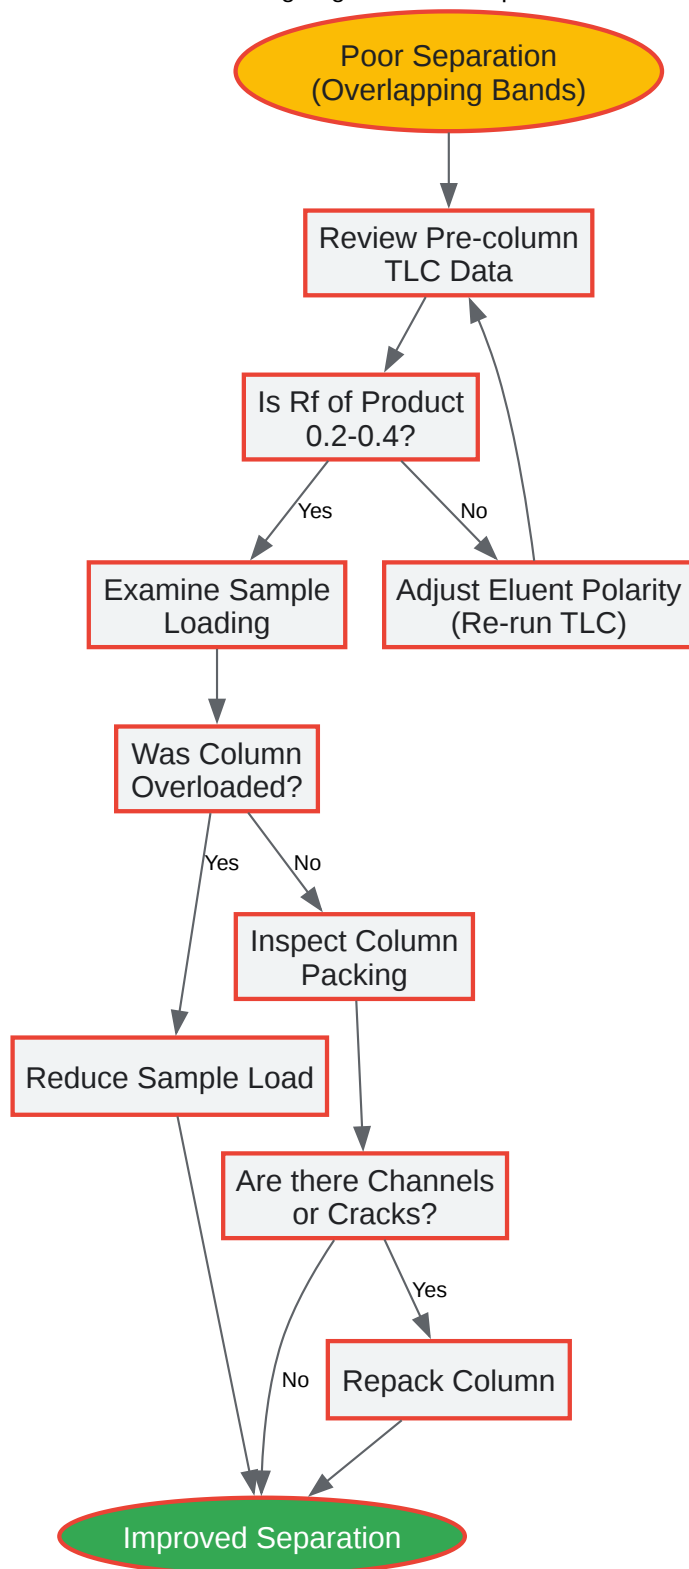 Poor Separation
(Overlapping Bands)
Review Pre-column
TLC Data
Is Rf of Product
0.2-0.4?
Yes
No
Examine Sample
Loading
Adjust Eluent Polarity
(Re-run TLC)
Was Column
Overloaded?
Yes
No
Inspect Column
Packing
Reduce Sample Load
Are there Channels
or Cracks?
Yes
No
Repack Column
Improved Separation